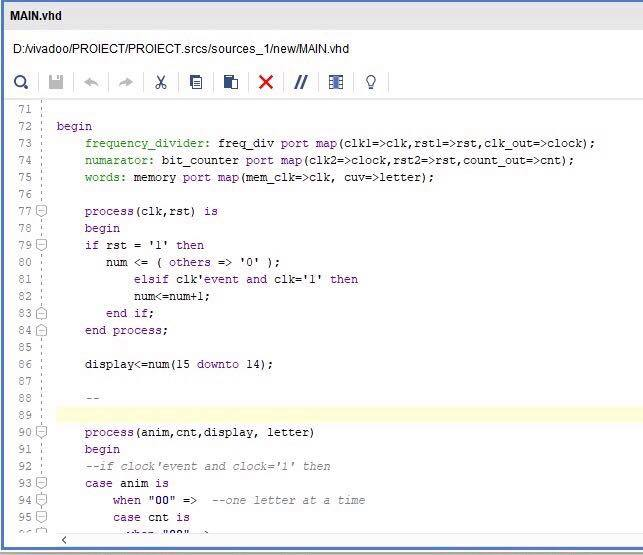 MAIN.vhd
D:/vivadoo/PROIECT/PROIECT.srcs/sources_1/new/MAIN.vhd
71
72 begin
73 frequency_divider: freq_div port map(clk1=>clk,rst1=>rst,clk_out=>clock);
74 numarator: bit_counter port map(clk2=>clock,rst2=>rst,count_out=>cnt);
75 words: memory port map(mem_clk=>clk, cuv=>letter);
76
77 process(clk,rst) is
78 begin
79 if rst = '1' then
80 num <= ( others => '0' );
81 elsif clk'event and clk='1' then
82 num<=num+1;
83 end if;
84 end process;
85
86 display<=num(15 downto 14);
87
88 --
89
90 process(anim,cnt,display, letter)
91 begin
92 --if clock'event and clock='1' then
93 case anim is
94 when "00" => --one letter at a time
95 case cnt is